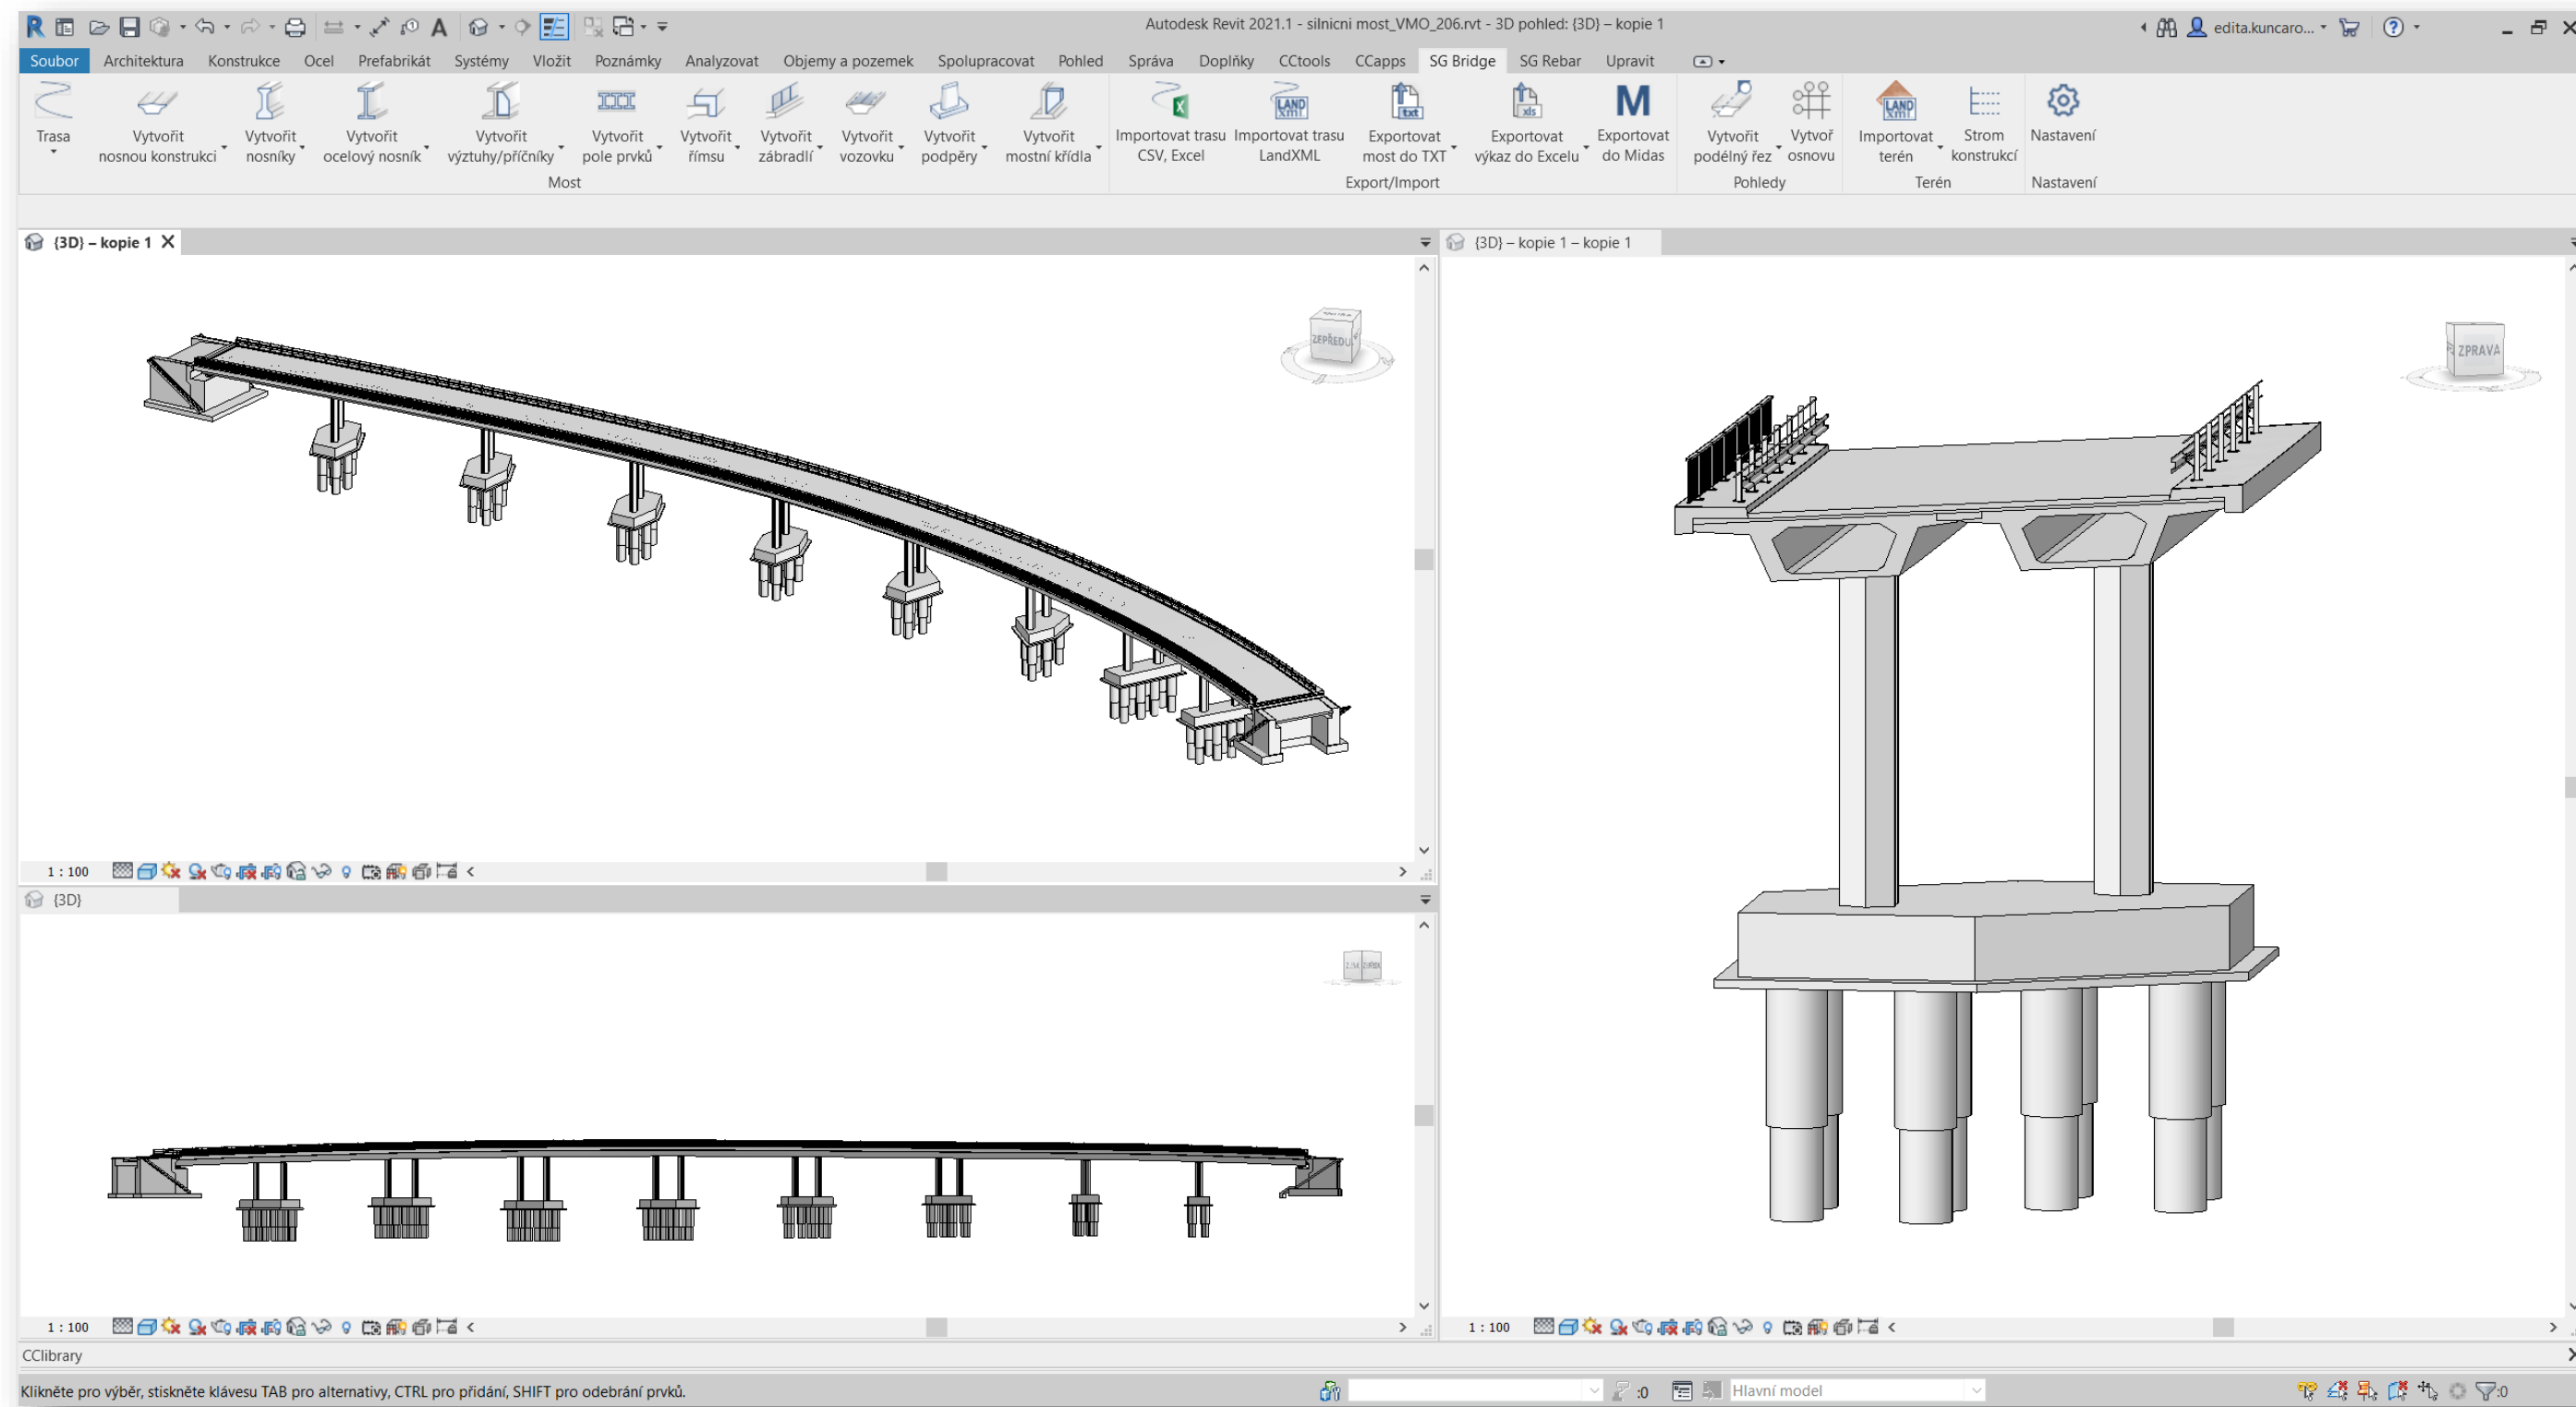 Autodesk Revit 2021.1 - silnicni most_VMO_206.rvt - 3D pohled: {3D} – kopie 1
edita.kuncaro...
Soubor Architektura Konstrukce Ocel Prefabrikát Systémy Vložit Poznámky Analyzovat Objemy a pozemek Spolupracovat Pohled Správa Doplňky CCtools CCapps SG Bridge SG Rebar Upravit
Trasa
Vytvořit
nosnou konstrukci
Vytvořit
nosníky
Vytvořit
ocelový nosník
Vytvořit
výztuhy/příčníky
Vytvořit
pole prvků
Vytvořit
římsu
Vytvořit
zábradlí
Vytvořit
vozovku
Vytvořit
podpěry
Vytvořit
mostní křídla
Most
Importovat trasu
CSV, Excel
LAND
xml
Importovat trasu
LandXML
txt
Exportovat
most do TXT
xls
Exportovat
výkaz do Excelu
M
Exportovat
do Midas
Export/Import
Vytvořit
podélný řez
Vytvoř
osnovu
Pohledy
LAND
xml
Importovat
terén
Strom
konstrukcí
Terén
Nastavení
Nastavení
{3D} – kopie 1
ZEPŘEDU
1 : 100
{3D}
1 : 100
{3D} – kopie 1 – kopie 1
ZPRAVA
1 : 100
CClibrary
Klikněte pro výběr, stiskněte klávesu TAB pro alternativy, CTRL pro přidání, SHIFT pro odebrání prvků.
:0
Hlavní model
:0